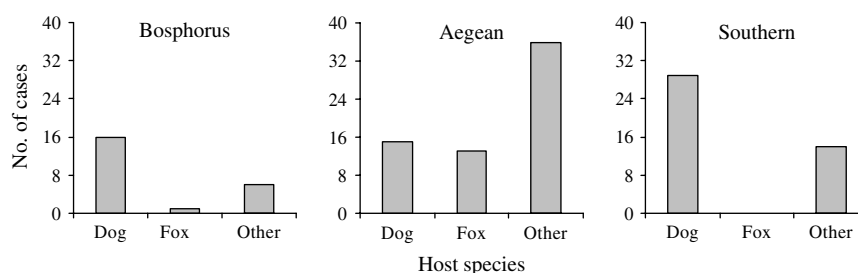 No. of cases
Bosphorus
40
32
24
16
8
0
Dog Fox Other
Aegean
40
32
24
16
8
0
Dog Fox Other
Southern
40
32
24
16
8
0
Dog Fox Other
Host species